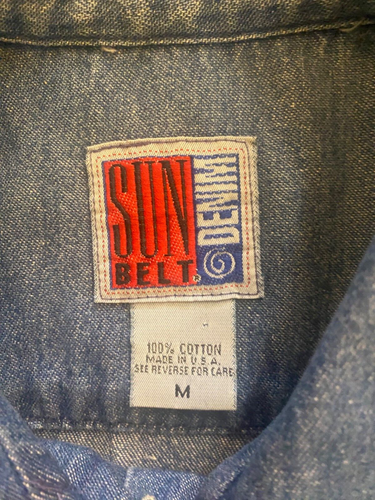 SUN
BELT
DENIM
100% COTTON
MADE IN U.S.A.
SEE REVERSE FOR CARE
M